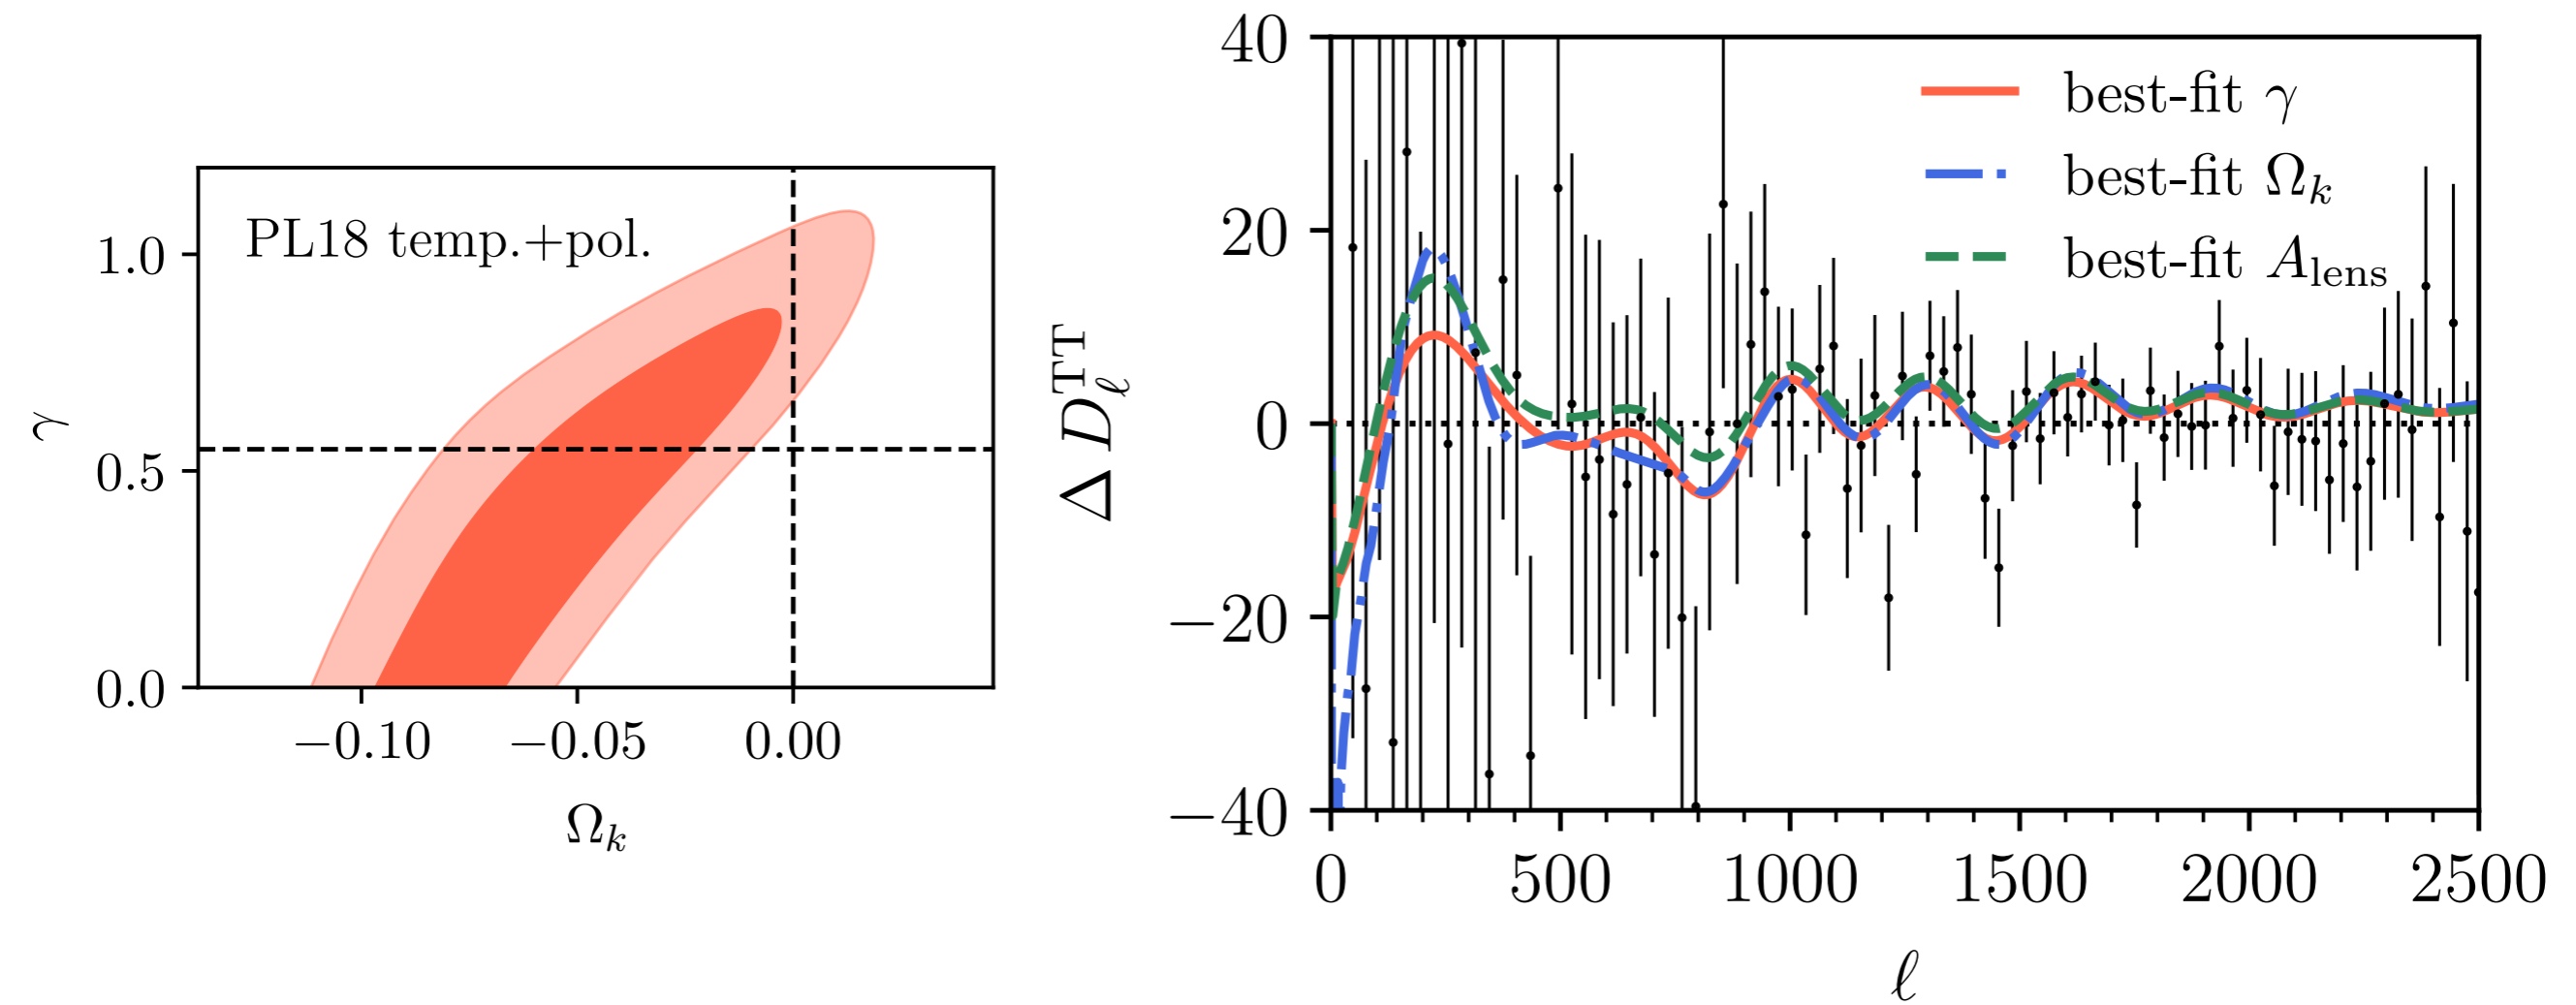 PL18 temp.+pol.
γ
1.0
0.5
0.0
−0.10
−0.05
0.00
Ω_k
Δ D_ℓ^TT
40
20
0
−20
−40
best-fit γ
best-fit Ω_k
best-fit A_lens
0
500
1000
1500
2000
2500
ℓ